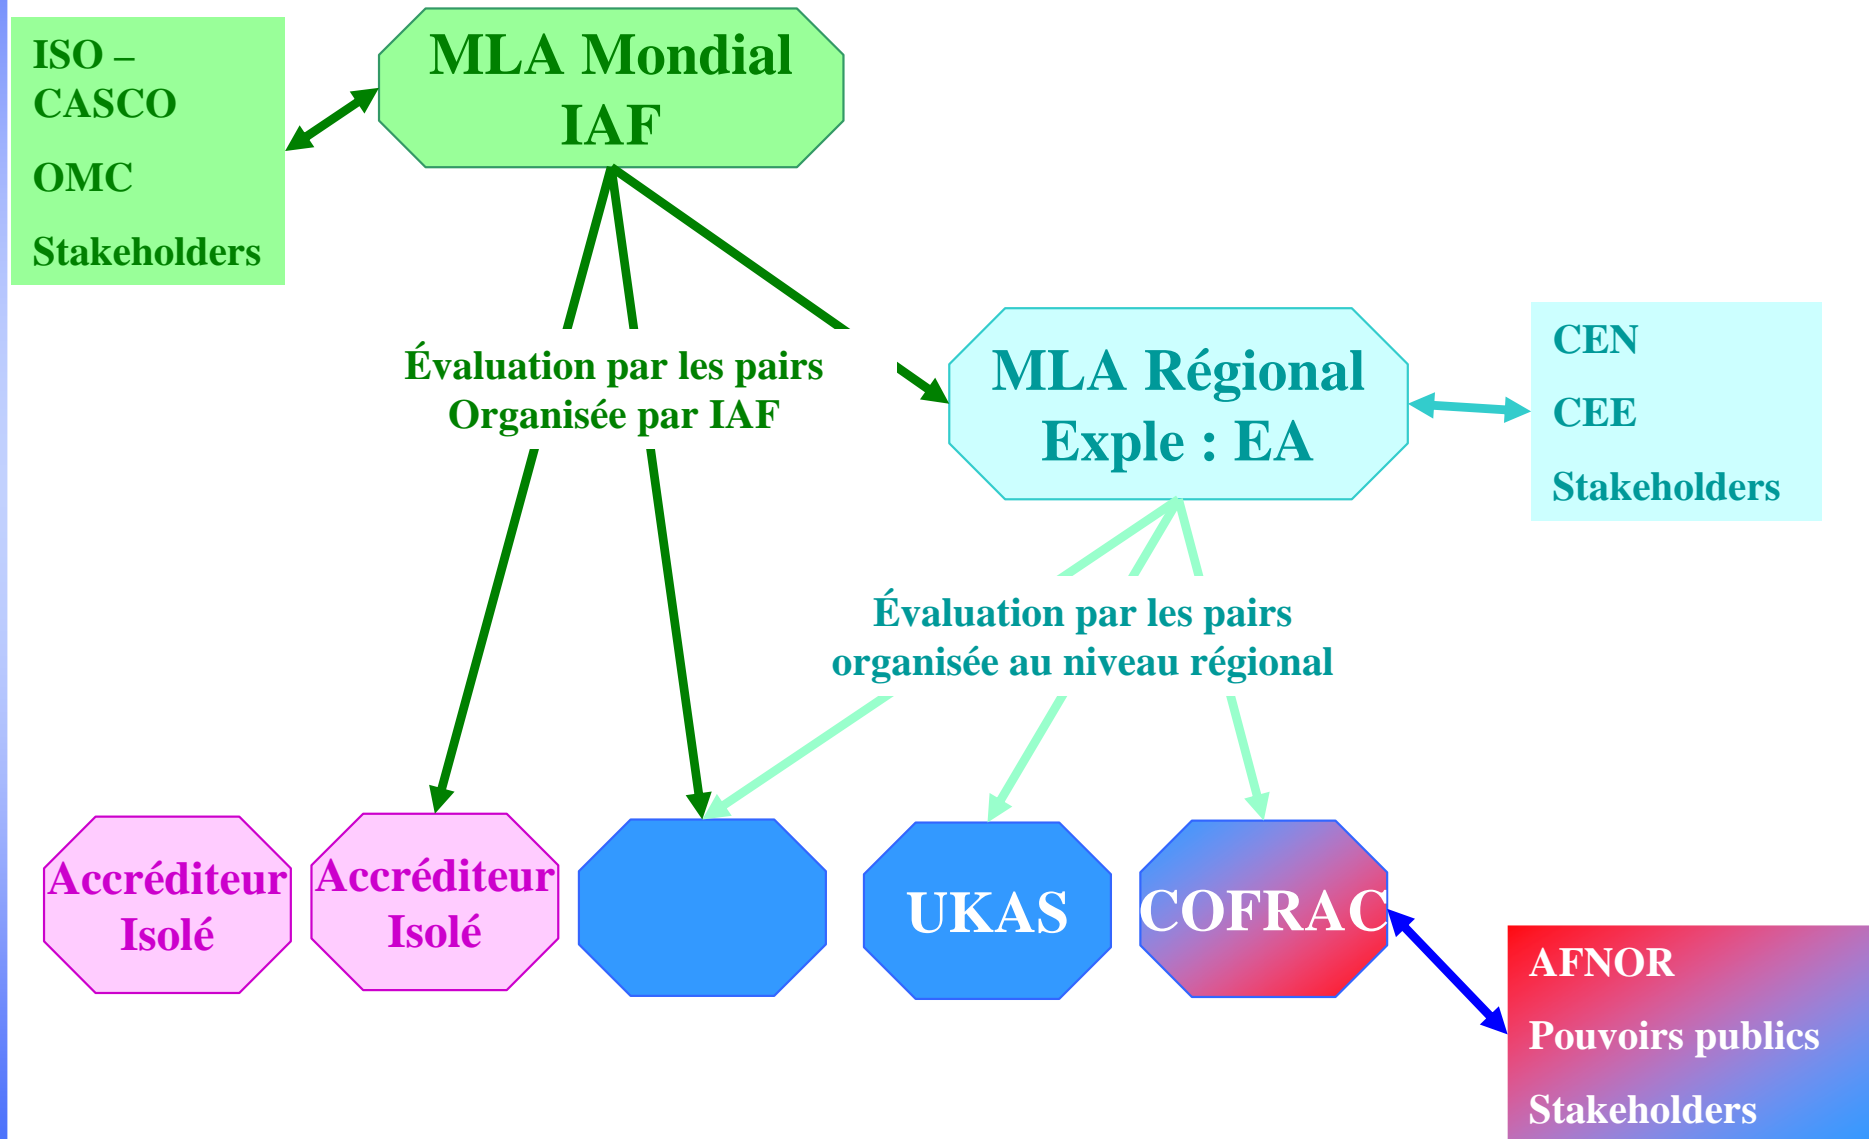 ISO –
CASCO
OMC
Stakeholders
MLA Mondial
IAF
Évaluation par les pairs
Organisée par IAF
MLA Régional
Exple : EA
CEN
CEE
Stakeholders
Évaluation par les pairs
organisée au niveau régional
Accréditeur
Isolé
Accréditeur
Isolé
UKAS
COFRAC
AFNOR
Pouvoirs publics
Stakeholders